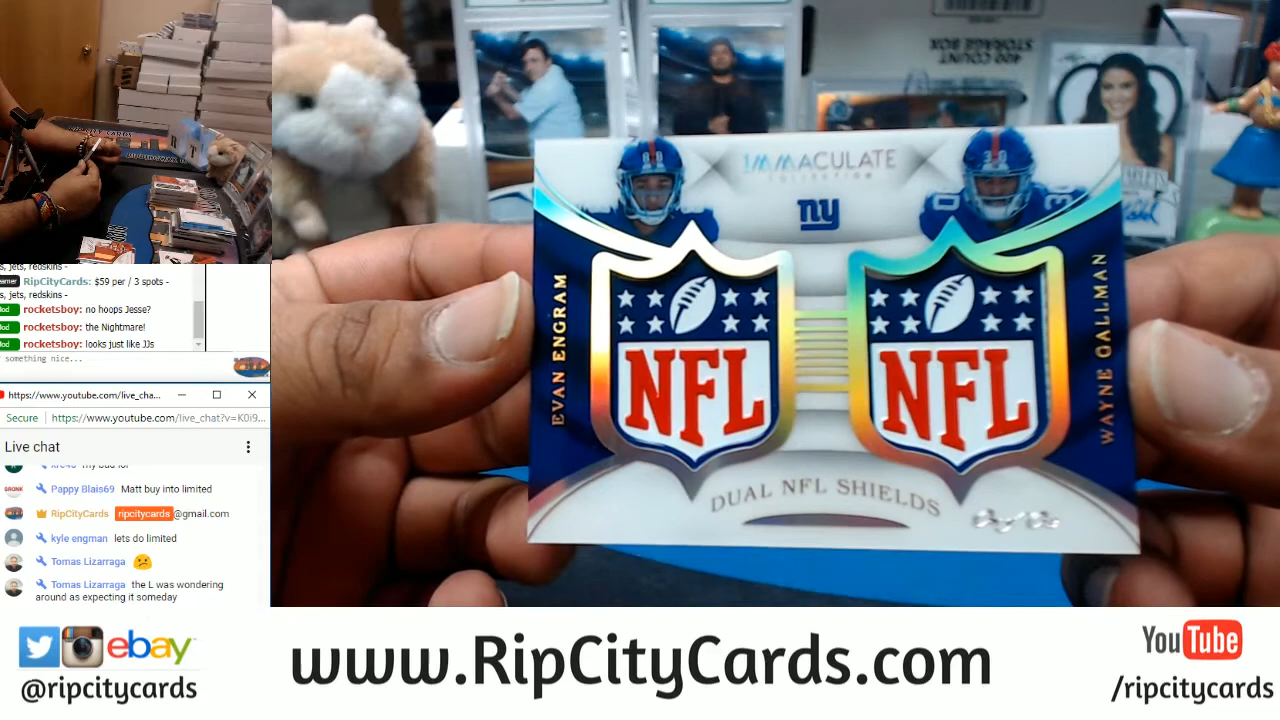 400 COUNT
STORAGE BOX
IMMACULATE
COLLECTION
ny
EVAN ENGRAM
WAYNE GALLMAN
NFL
NFL
DUAL NFL SHIELDS
s, jets, redskins -
RipCityCards: $59 per / 3 spots -
s, jets, redskins -
rocketsboy: no hoops Jesse?
rocketsboy: the Nightmare!
rocketsboy: looks just like JJs
something nice...
https://www.youtube.com/live_cha...
Secure https://www.youtube.com/live_chat?v=K0i9...
Live chat
my bad lol
Pappy Blais69 Matt buy into limited
RipCityCards ripcitycards@gmail.com
kyle engman lets do limited
Tomas Lizarraga
Tomas Lizarraga the L was wondering
around as expecting it someday
ebay
@ripcitycards
www.RipCityCards.com
YouTube
/ripcitycards